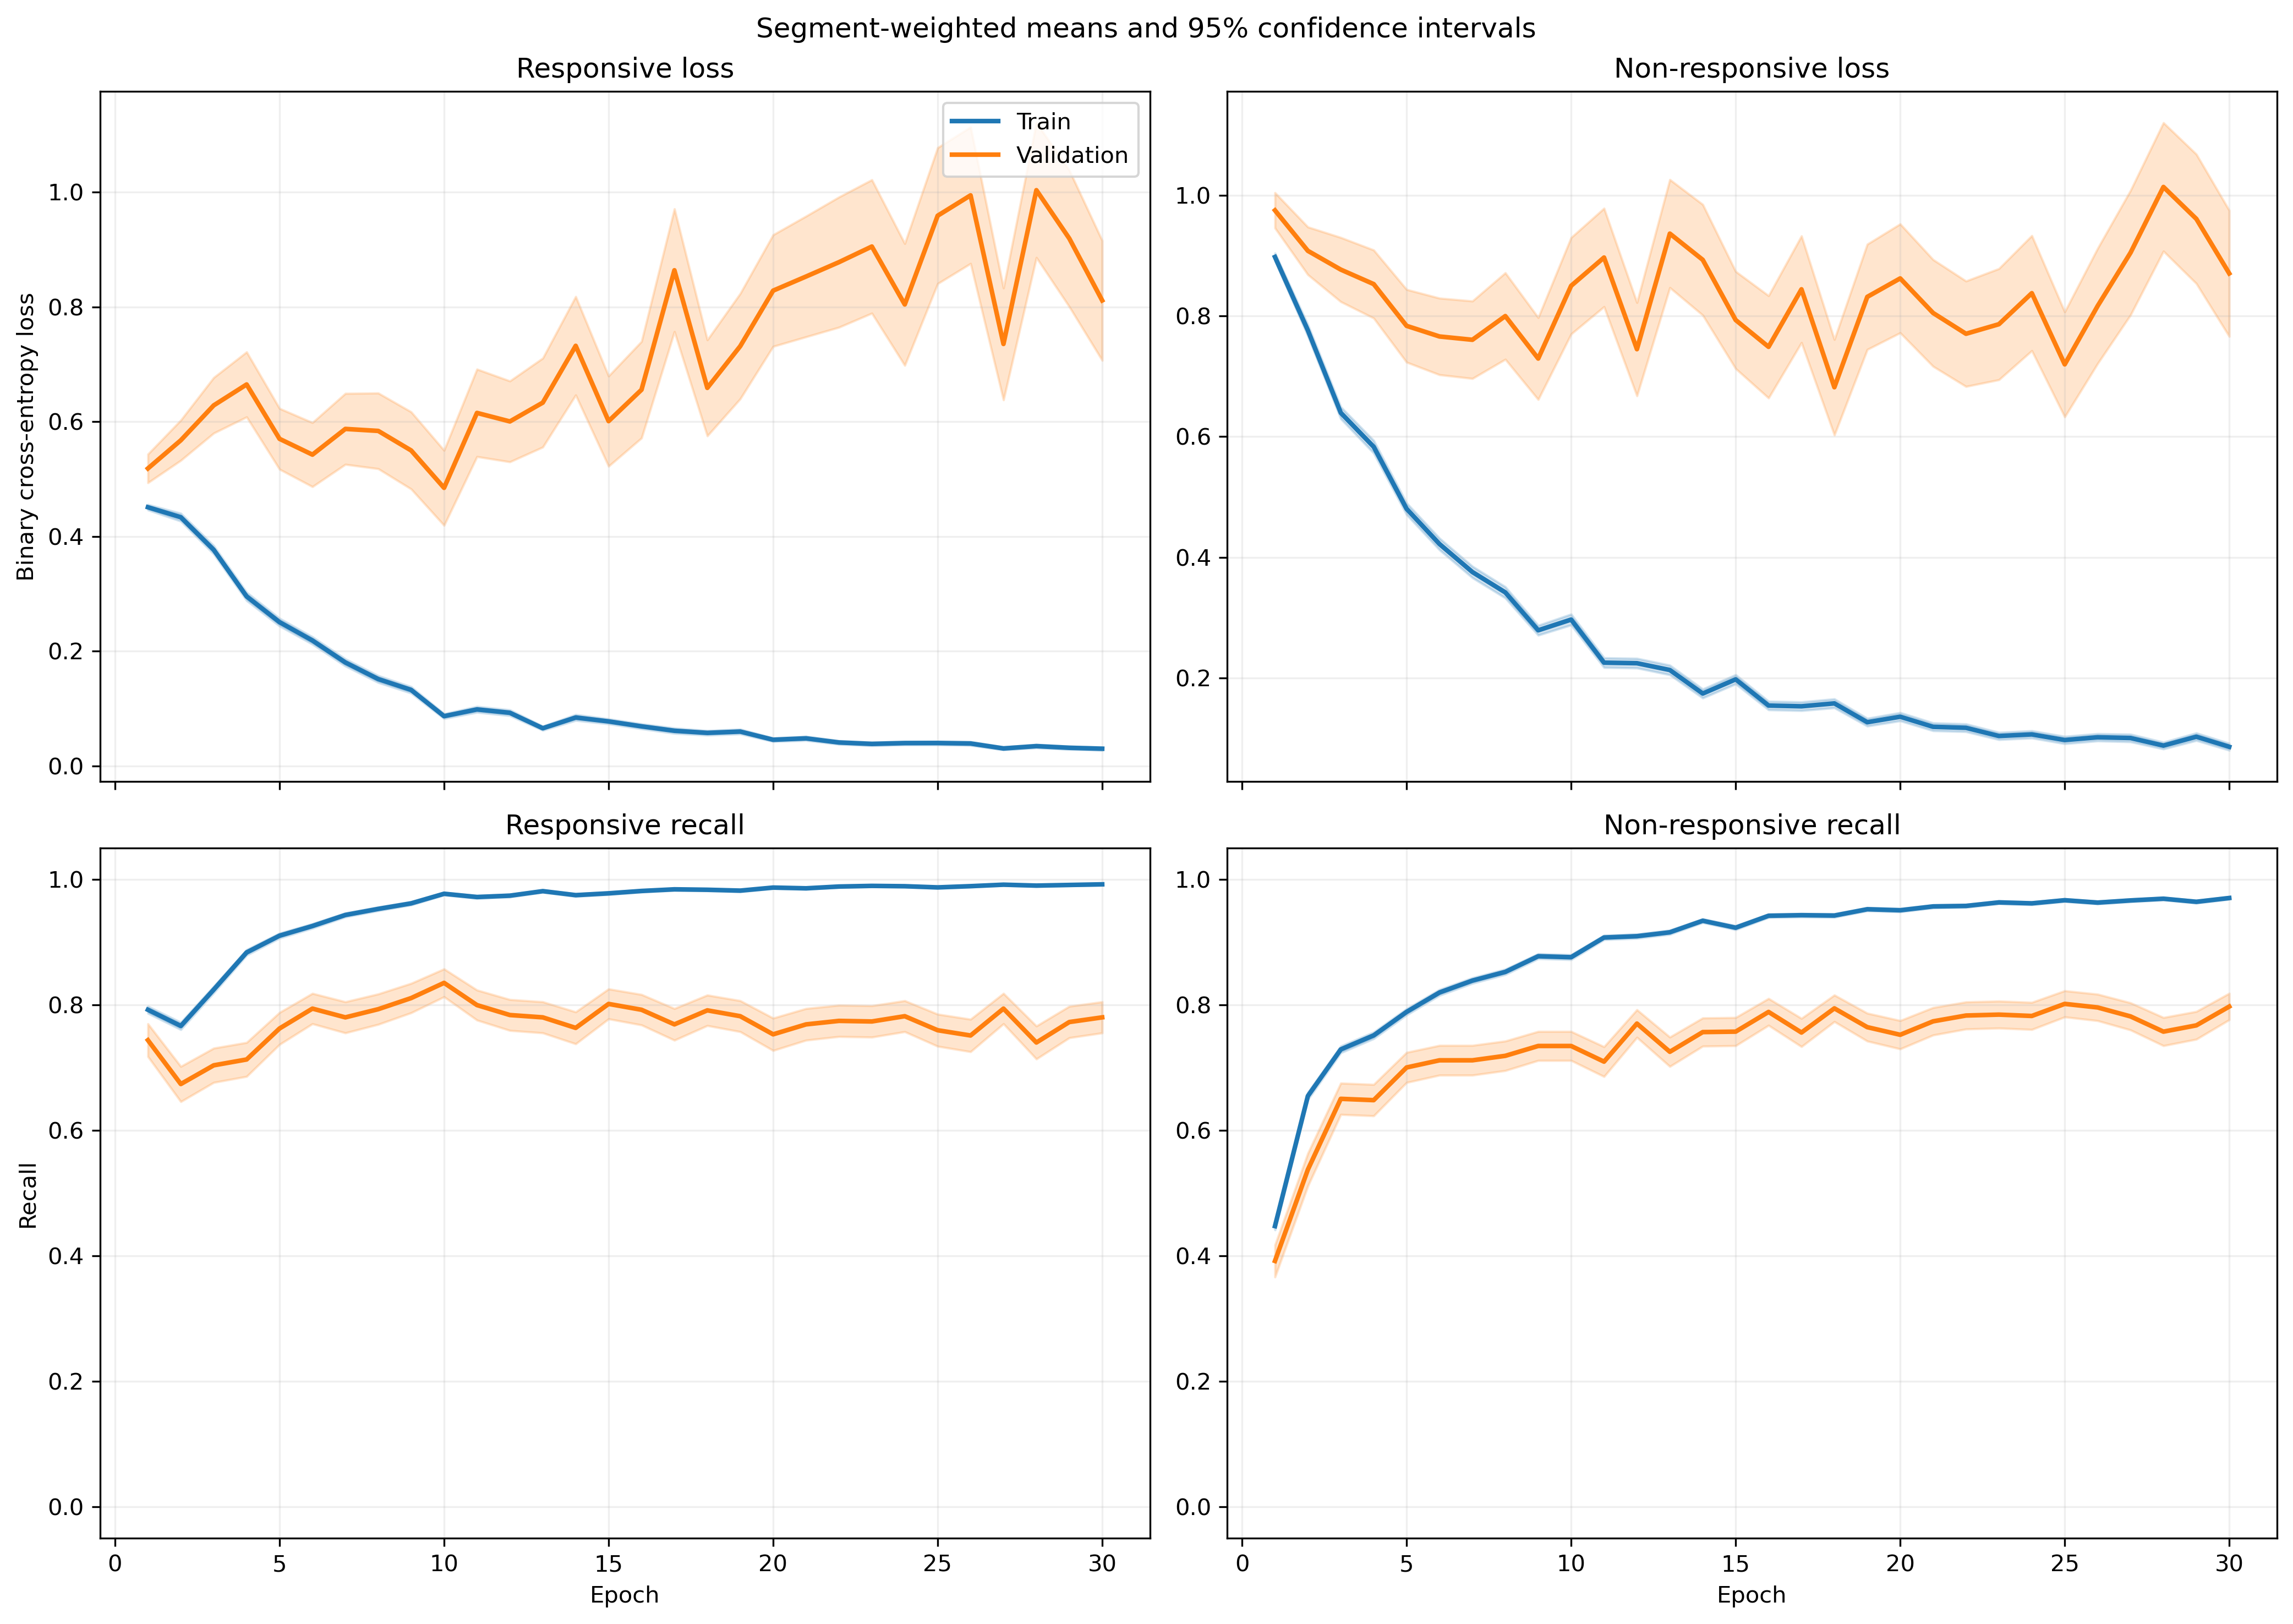 Segment-weighted means and 95% confidence intervals
Responsive loss
Non-responsive loss
Train
Validation
Binary cross-entropy loss
1.0
0.8
0.6
0.4
0.2
0.0
1.0
0.8
0.6
0.4
0.2
Responsive recall
Non-responsive recall
Recall
1.0
0.8
0.6
0.4
0.2
0.0
1.0
0.8
0.6
0.4
0.2
0.0
0 5 10 15 20 25 30
0 5 10 15 20 25 30
Epoch
Epoch